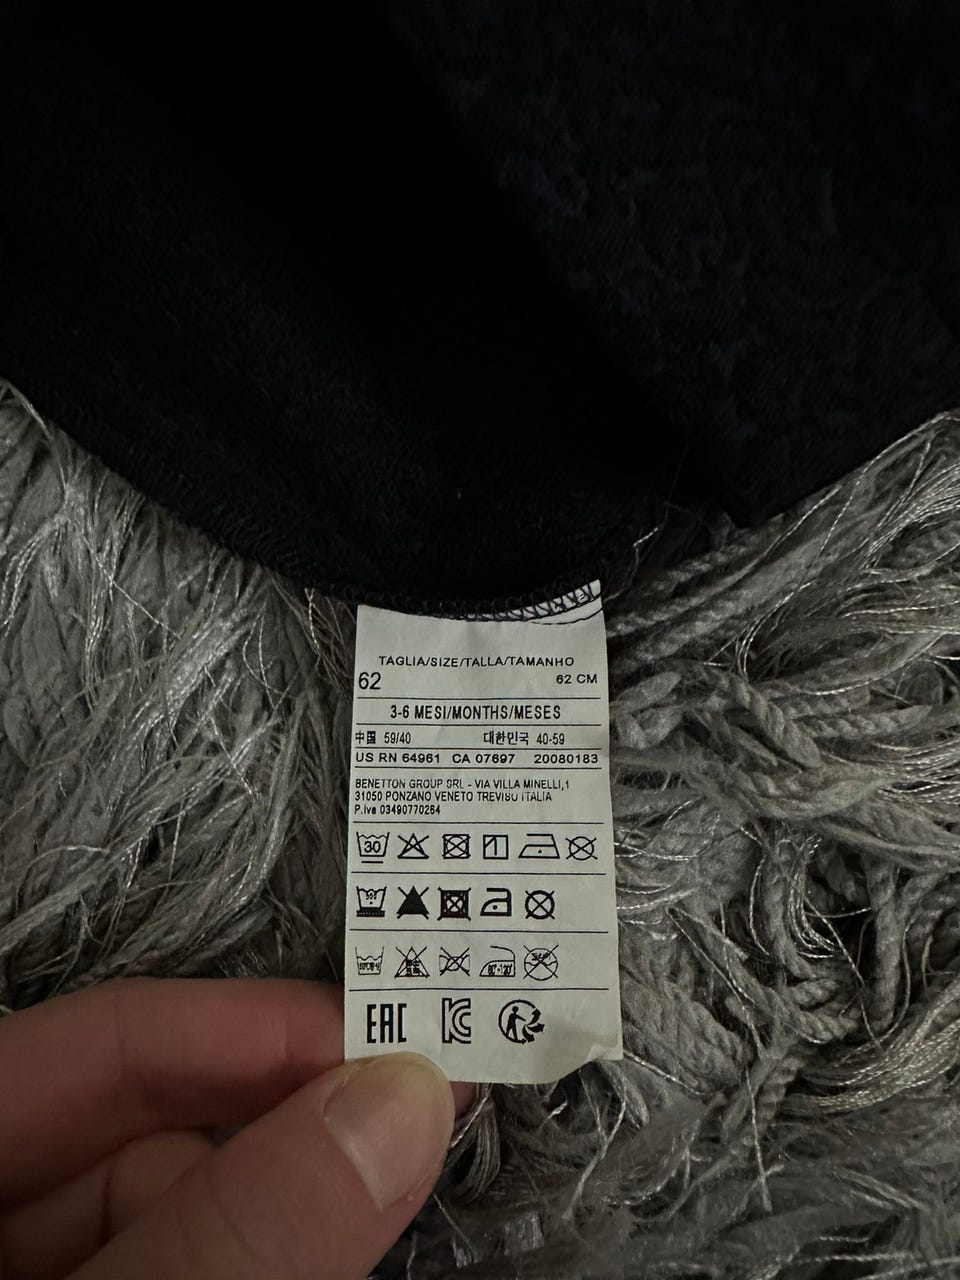 TAGLIA/SIZE/TALLA/TAMANHO
62 62 CM
3-6 MESI/MONTHS/MESES
中国 59/40 대한민국 40-59
US RN 64961 CA 07697 20080183
BENETTON GROUP SRL - VIA VILLA MINELLI,1
31050 PONZANO VENETO TREVISO ITALIA
P.iva 03490770264
30
EAC KC